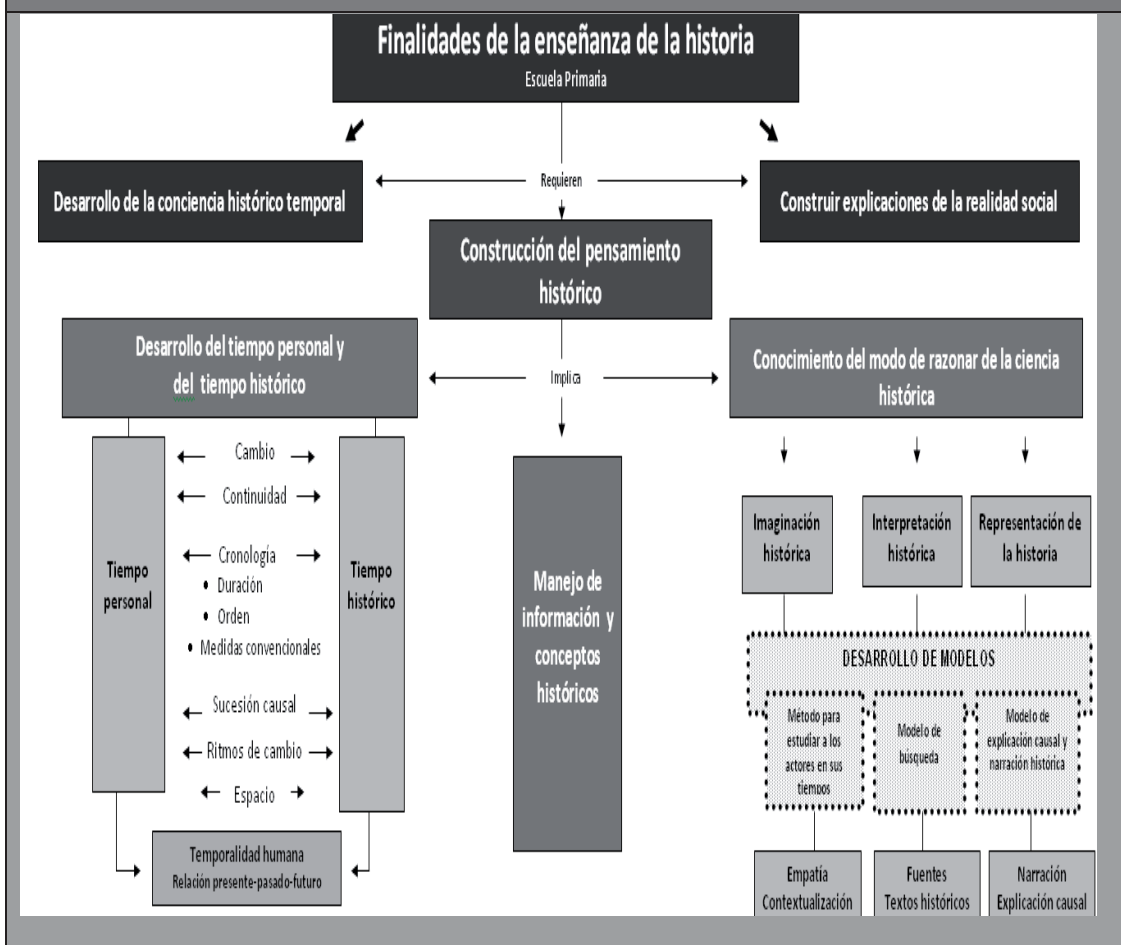 Finalidades de la enseñanza de la historia
Escuela Primaria
Desarrollo de la conciencia histórico temporal
Requieren
Construir explicaciones de la realidad social
Construcción del pensamiento
histórico
Desarrollo del tiempo personal y
del tiempo histórico
Implica
Conocimiento del modo de razonar de la ciencia
histórica
Tiempo
personal
Cambio
Continuidad
Cronología
• Duración
• Orden
• Medidas convencionales
Sucesión causal
Ritmos de cambio
Espacio
Tiempo
histórico
Temporalidad humana
Relación presente-pasado-futuro
Manejo de
información y
conceptos
históricos
Imaginación
histórica
Interpretación
histórica
Representación de
la historia
DESARROLLO DE MODELOS
Método para
estudiar a los
actores en sus
tiempos
Modelo de
búsqueda
Modelo de
explicación causal y
narración histórica
Empatía
Contextualización
Fuentes
Textos históricos
Narración
Explicación causal